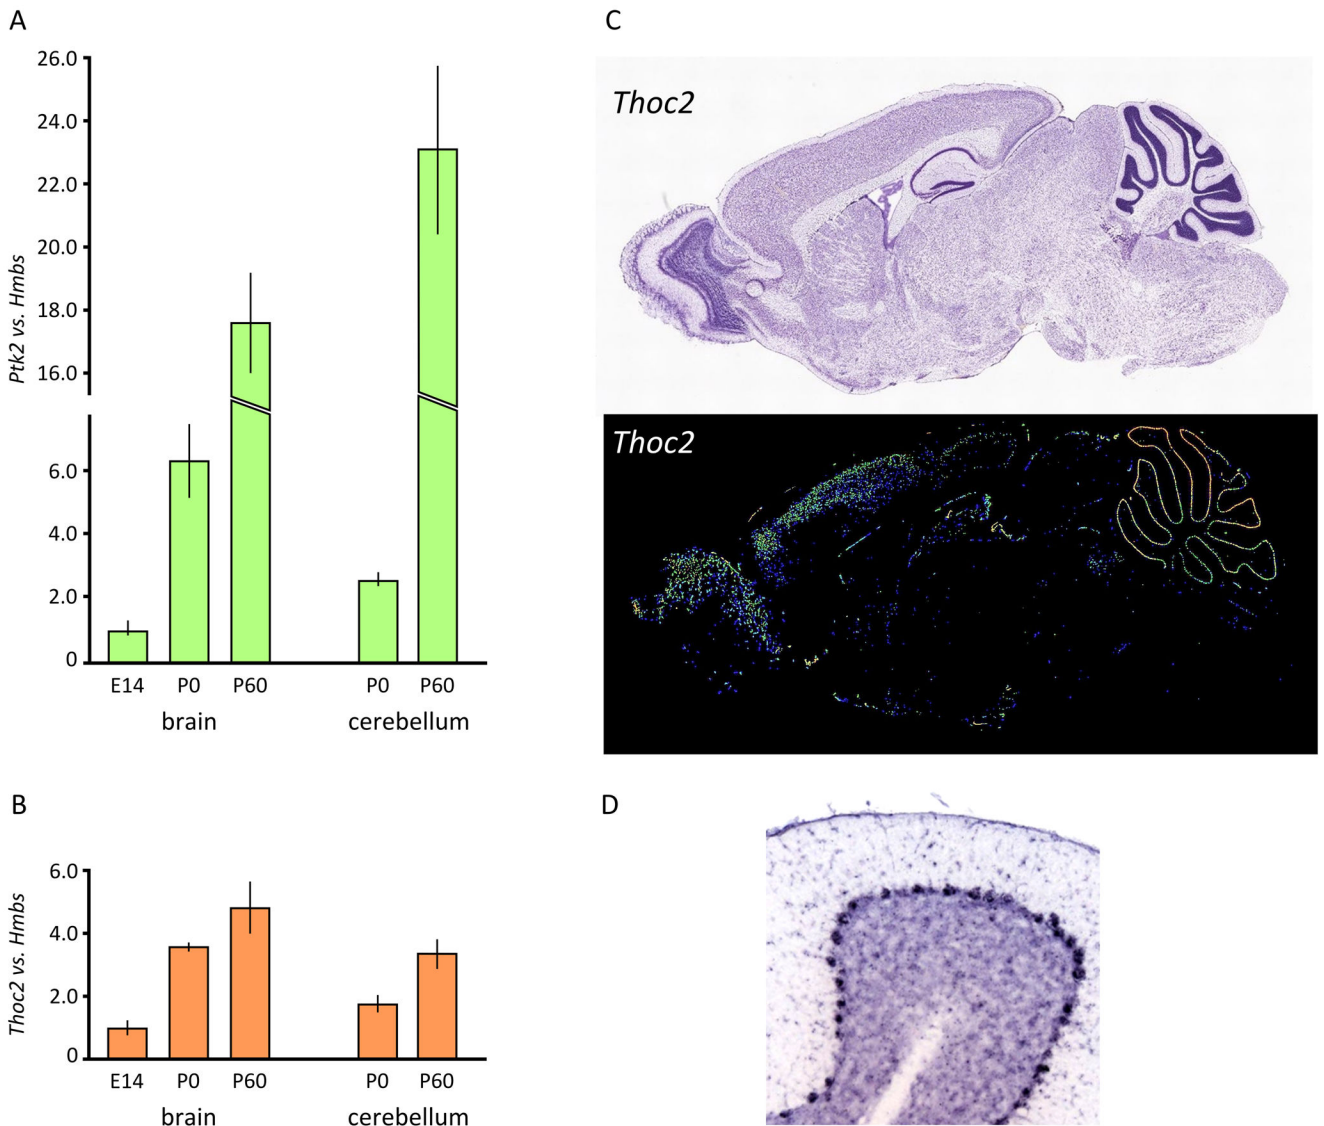 A
Ptk2 vs. Hmbs
26.0
24.0
22.0
20.0
18.0
16.0
6.0
4.0
2.0
0
E14 P0 P60 P0 P60
brain cerebellum
B
Thoc2 vs. Hmbs
6.0
4.0
2.0
0
E14 P0 P60 P0 P60
brain cerebellum
C
Thoc2
Thoc2
D